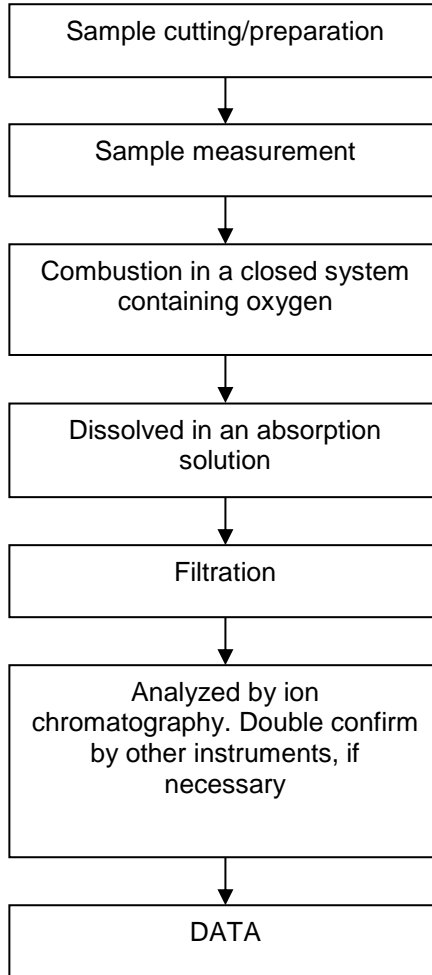 Sample cutting/preparation
Sample measurement
Combustion in a closed system
containing oxygen
Dissolved in an absorption
solution
Filtration
Analyzed by ion
chromatography. Double confirm
by other instruments, if
necessary
DATA